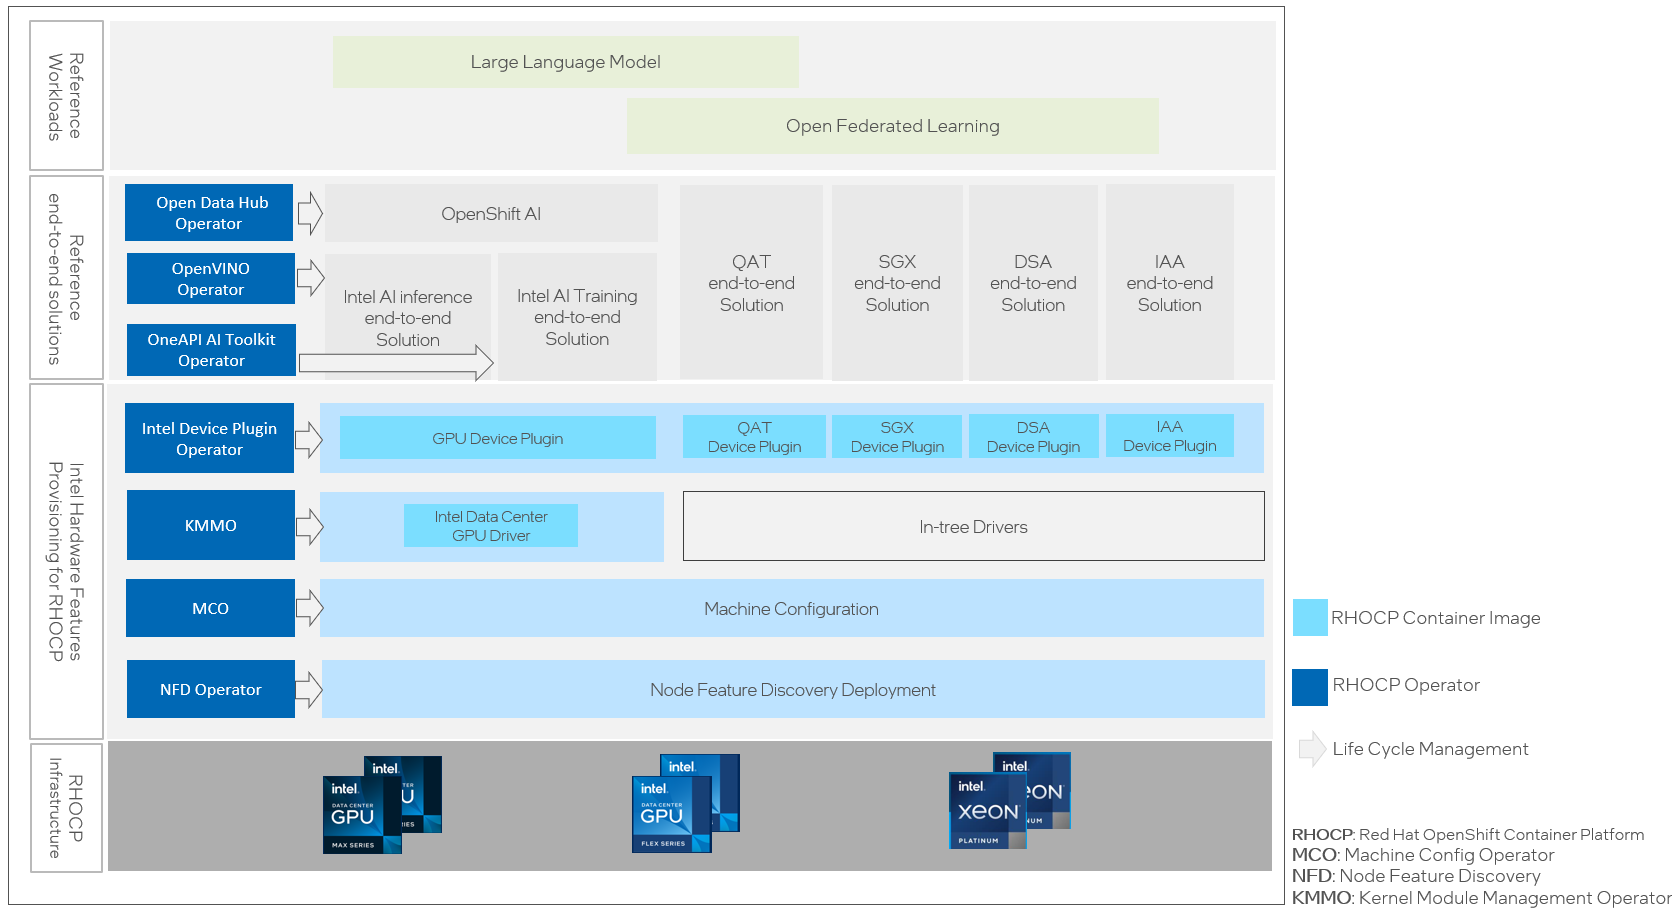 Reference
Workloads
Large Language Model
Open Federated Learning
Reference
end-to-end solutions
Open Data Hub
Operator
OpenShift AI
OpenVINO
Operator
OneAPI AI Toolkit
Operator
Intel AI inference
end-to-end
Solution
Intel AI Training
end-to-end
Solution
QAT
end-to-end
Solution
SGX
end-to-end
Solution
DSA
end-to-end
Solution
IAA
end-to-end
Solution
Intel Hardware Features
Provisioning for RHOCP
Intel Device Plugin
Operator
GPU Device Plugin
QAT
Device Plugin
SGX
Device Plugin
DSA
Device Plugin
IAA
Device Plugin
KMMO
Intel Data Center
GPU Driver
In-tree Drivers
MCO
Machine Configuration
NFD Operator
Node Feature Discovery Deployment
RHOCP
Infrastructure
intel.
U
IES
intel.
DATA CENTER
GPU
MAX SERIES
intel.
intel.
DATA CENTER
GPU
FLEX SERIES
intel.
eON
NUM
intel.
xeon
PLATINUM
RHOCP Container Image
RHOCP Operator
Life Cycle Management
RHOCP: Red Hat OpenShift Container Platform
MCO: Machine Config Operator
NFD: Node Feature Discovery
KMMO: Kernel Module Management Operator